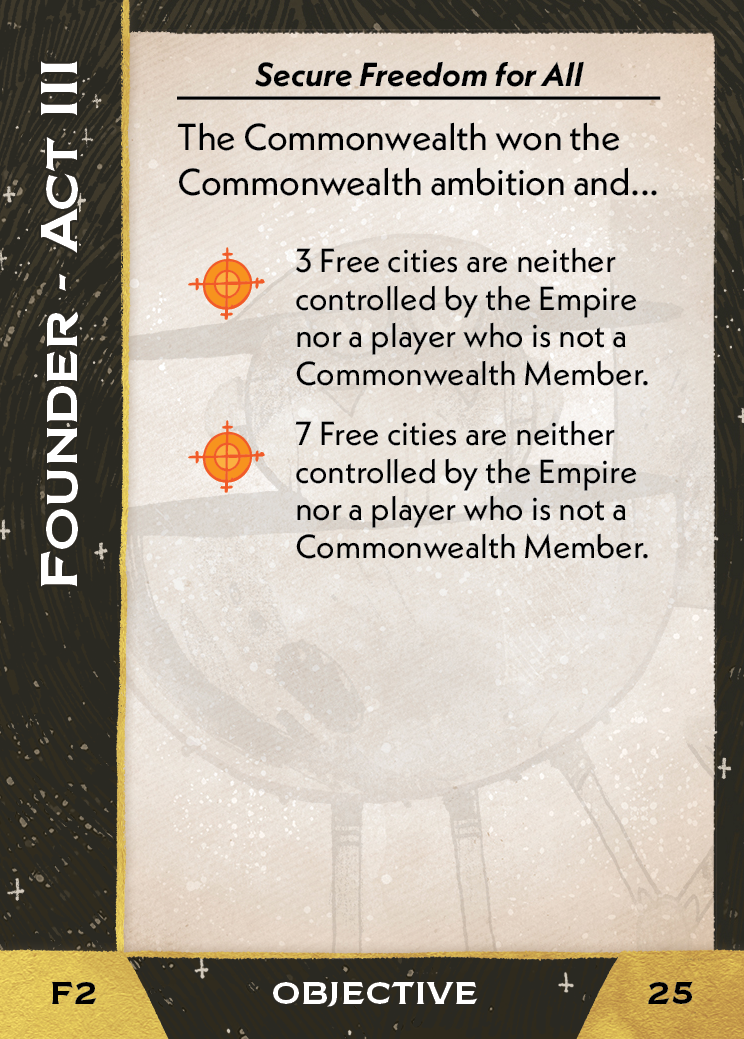 FOUNDER - ACT III
Secure Freedom for All
The Commonwealth won the
Commonwealth ambition and...
3 Free cities are neither
controlled by the Empire
nor a player who is not a
Commonwealth Member.
7 Free cities are neither
controlled by the Empire
nor a player who is not a
Commonwealth Member.
F2
OBJECTIVE
25